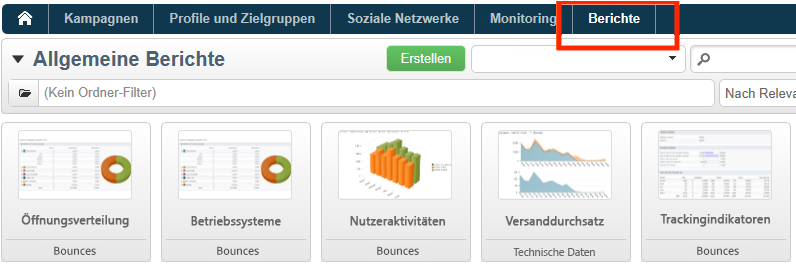 Kampagnen Profile und Zielgruppen Soziale Netzwerke Monitoring Berichte
Allgemeine Berichte Erstellen
(Kein Ordner-Filter) Nach Releva
Öffnungsverteilung Betriebssysteme Nutzeraktivitäten Versanddurchsatz Trackingindikatoren
Bounces Bounces Bounces Technische Daten Bounces